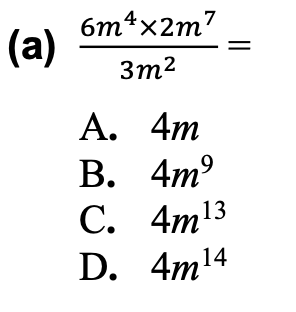 (a) 6m⁴×2m⁷ / 3m² =
A. 4m
B. 4m⁹
C. 4m¹³
D. 4m¹⁴